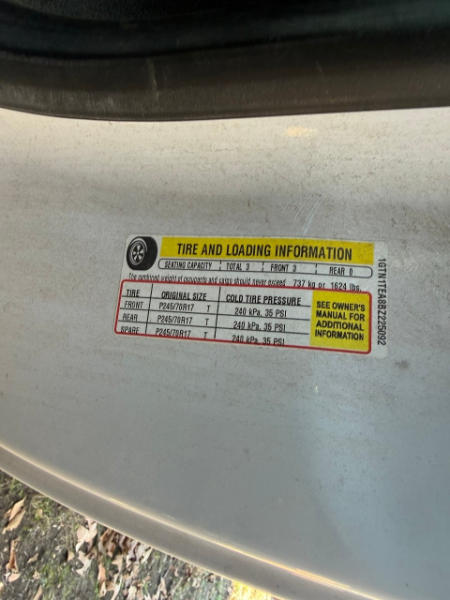 TIRE AND LOADING INFORMATION
SEATING CAPACITY TOTAL 3 FRONT 3 REAR 0
The combined weight of occupants and cargo should never exceed 737 kg or 1624 lbs.
TIRE ORIGINAL SIZE COLD TIRE PRESSURE
FRONT P245/70R17 T 240 kPa, 35 PSI
REAR P245/70R17 T 240 kPa, 35 PSI
SPARE P245/70R17 T 240 kPa, 35 PSI
SEE OWNER'S
MANUAL FOR
ADDITIONAL
INFORMATION
1GTN1TEA8BZ225092